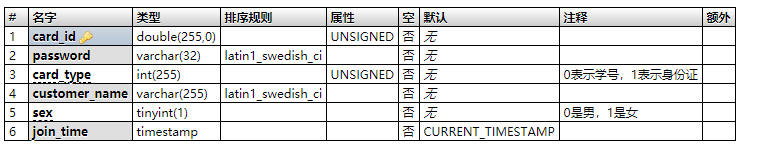 # 名字 类型 排序规则 属性 空 默认 注释 额外
1 card_id double(255,0) UNSIGNED 否 无
2 password varchar(32) latin1_swedish_ci 否 无
3 card_type int(255) UNSIGNED 否 无 0表示学号，1表示身份证
4 customer_name varchar(255) latin1_swedish_ci 否 无
5 sex tinyint(1) 否 无 0是男，1是女
6 join_time timestamp 否 CURRENT_TIMESTAMP